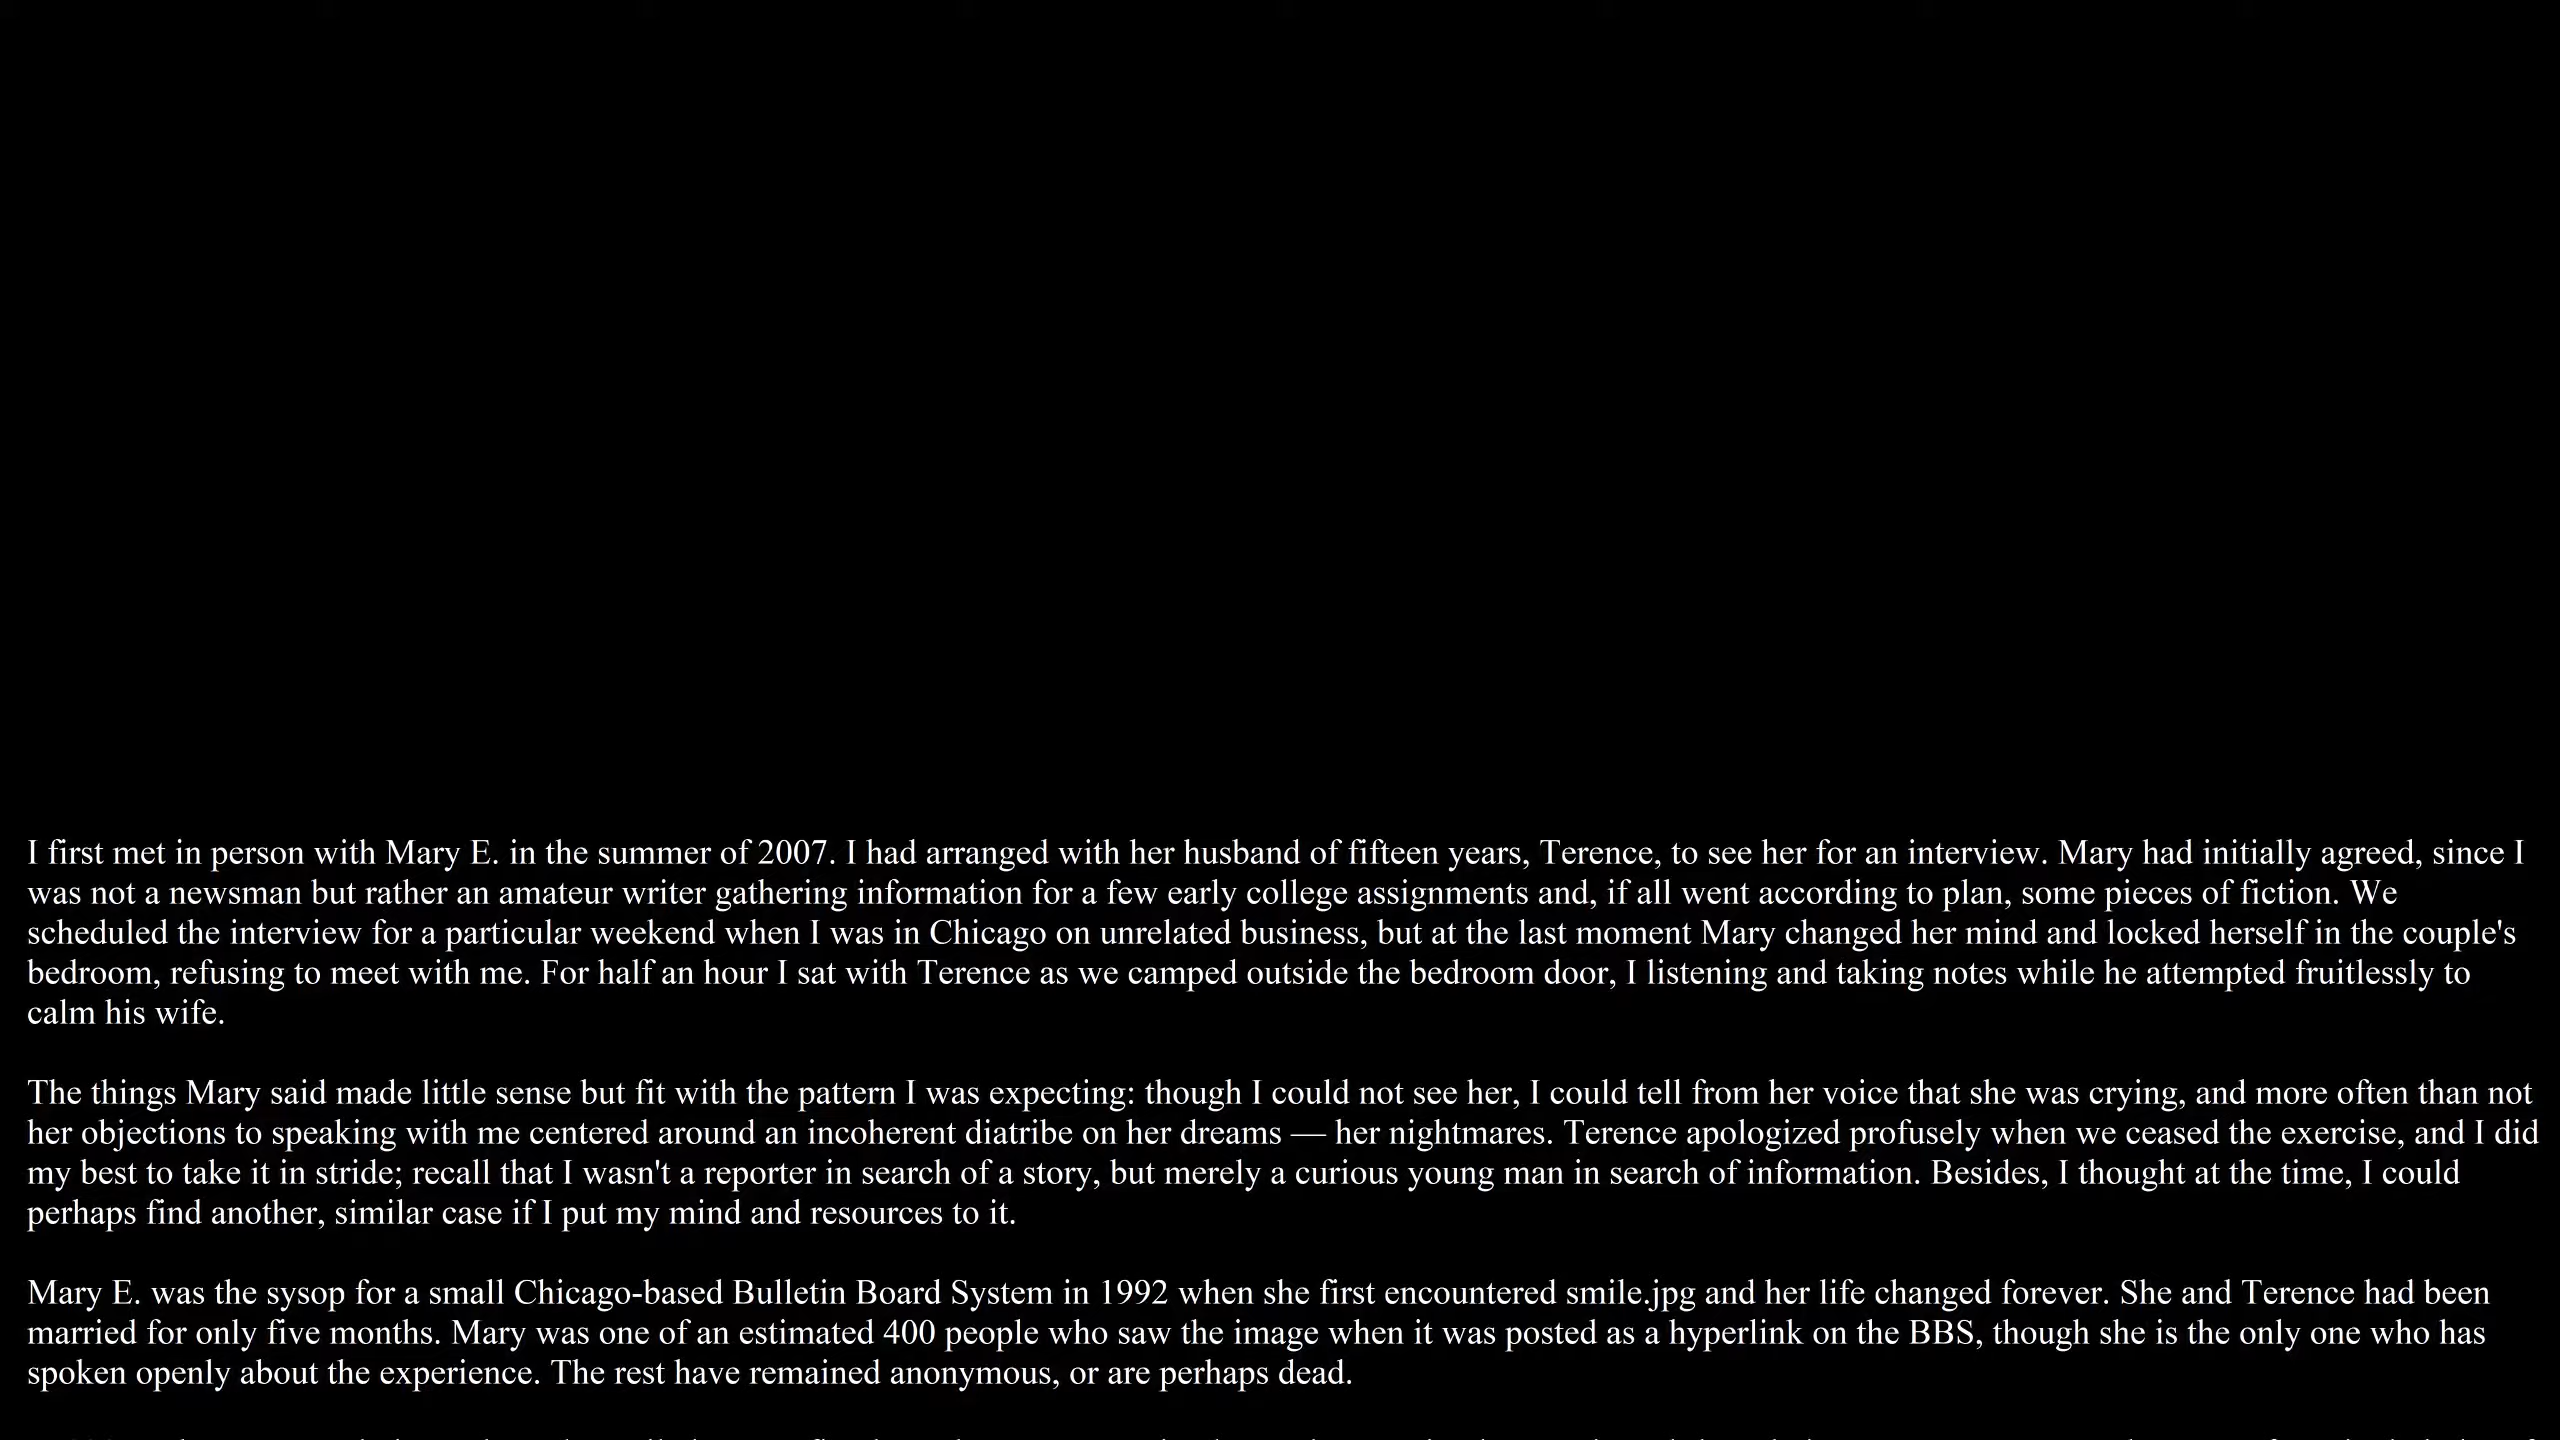 I first met in person with Mary E. in the summer of 2007. I had arranged with her husband of fifteen years, Terence, to see her for an interview. Mary had initially agreed, since I
was not a newsman but rather an amateur writer gathering information for a few early college assignments and, if all went according to plan, some pieces of fiction. We
scheduled the interview for a particular weekend when I was in Chicago on unrelated business, but at the last moment Mary changed her mind and locked herself in the couple's
bedroom, refusing to meet with me. For half an hour I sat with Terence as we camped outside the bedroom door, I listening and taking notes while he attempted fruitlessly to
calm his wife.
The things Mary said made little sense but fit with the pattern I was expecting: though I could not see her, I could tell from her voice that she was crying, and more often than not
her objections to speaking with me centered around an incoherent diatribe on her dreams — her nightmares. Terence apologized profusely when we ceased the exercise, and I did
my best to take it in stride; recall that I wasn't a reporter in search of a story, but merely a curious young man in search of information. Besides, I thought at the time, I could
perhaps find another, similar case if I put my mind and resources to it.
Mary E. was the sysop for a small Chicago-based Bulletin Board System in 1992 when she first encountered smile.jpg and her life changed forever. She and Terence had been
married for only five months. Mary was one of an estimated 400 people who saw the image when it was posted as a hyperlink on the BBS, though she is the only one who has
spoken openly about the experience. The rest have remained anonymous, or are perhaps dead.